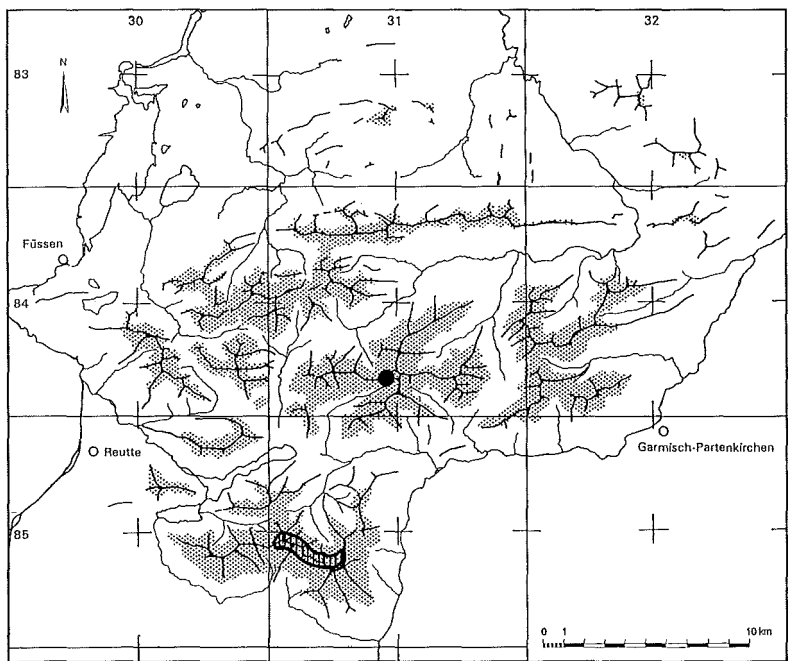 30 31 32
83
N
Füssen
84
Reutte
Garmisch-Partenkirchen
85
0 1 10 km